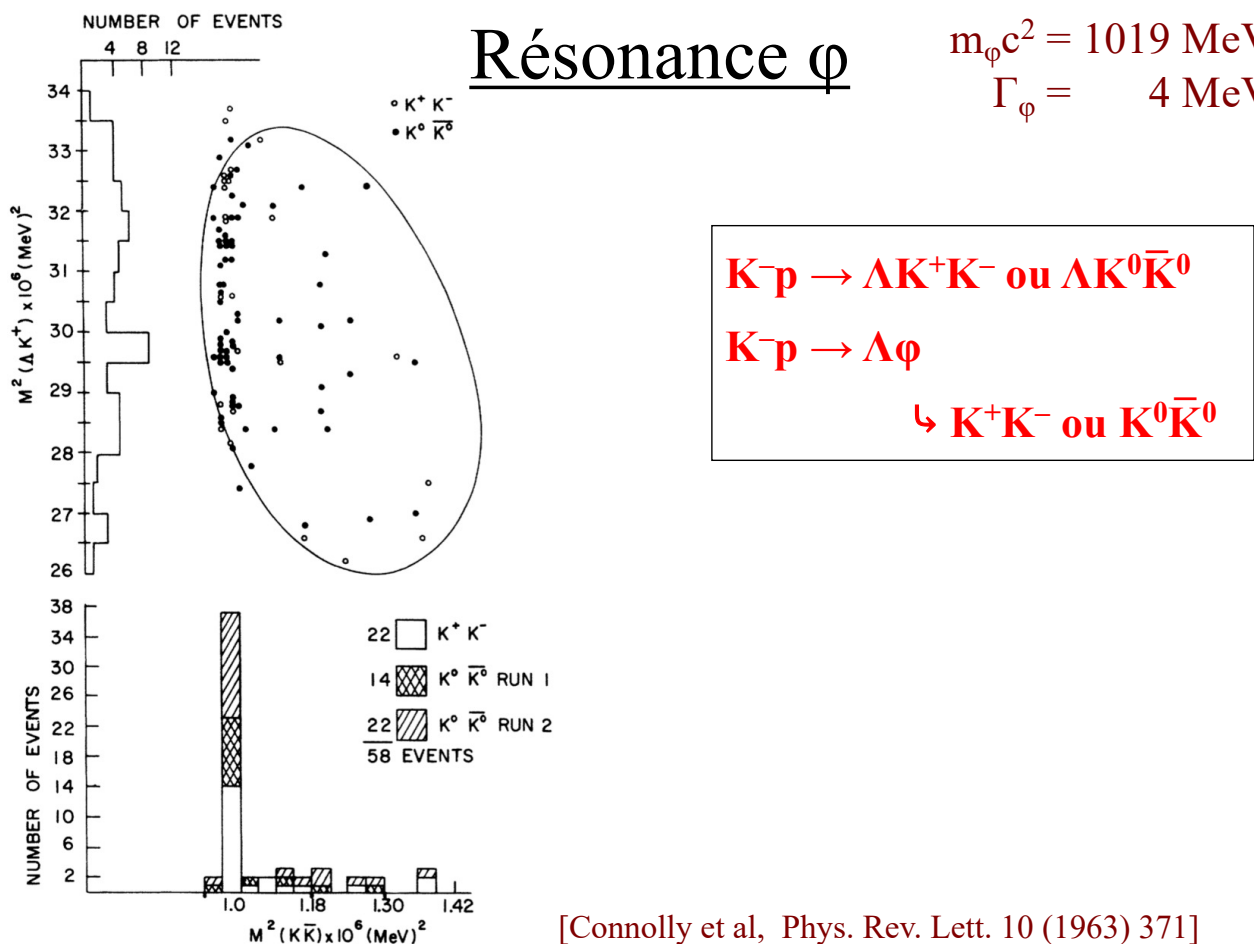 NUMBER OF EVENTS
4 8 12
Résonance φ
mφc² = 1019 MeV
Γφ = 4 MeV
34
33
32
31
30
29
28
27
26
M² (Λ K⁺) x 10⁶ (MeV)²
∘ K⁺ K⁻
• K⁰ K̅⁰
K⁻p → ΛK⁺K⁻ ou ΛK⁰K̅⁰
K⁻p → Λφ
↳ K⁺K⁻ ou K⁰K̅⁰
38
34
30
26
22
18
14
10
6
2
NUMBER OF EVENTS
22 K⁺ K⁻
14 K⁰ K̅⁰ RUN 1
22 K⁰ K̅⁰ RUN 2
58 EVENTS
1.0 1.18 1.30 1.42
M² (KK̅) x 10⁶ (MeV)²
[Connolly et al, Phys. Rev. Lett. 10 (1963) 371]